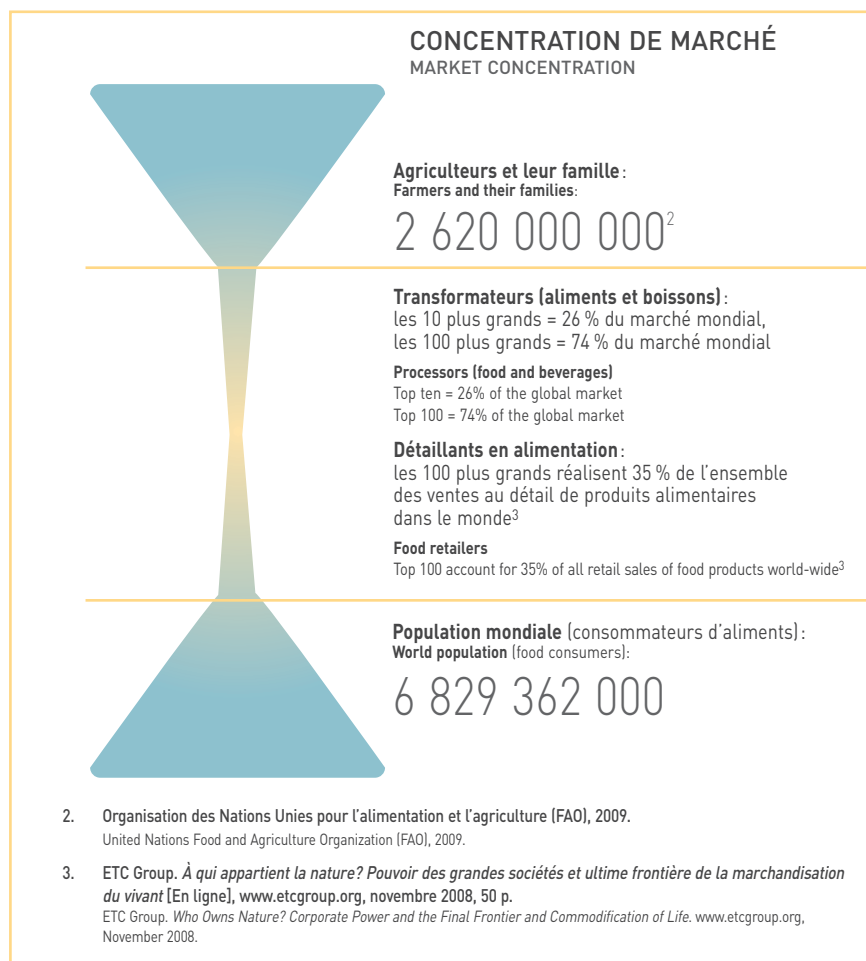 CONCENTRATION DE MARCHÉ
MARKET CONCENTRATION
Agriculteurs et leur famille :
Farmers and their families:
2 620 000 000²
Transformateurs (aliments et boissons) :
les 10 plus grands = 26 % du marché mondial,
les 100 plus grands = 74 % du marché mondial
Processors (food and beverages)
Top ten = 26% of the global market
Top 100 = 74% of the global market
Détaillants en alimentation :
les 100 plus grands réalisent 35 % de l’ensemble
des ventes au détail de produits alimentaires
dans le monde³
Food retailers
Top 100 account for 35% of all retail sales of food products world-wide³
Population mondiale (consommateurs d’aliments) :
World population (food consumers):
6 829 362 000
2. Organisation des Nations Unies pour l’alimentation et l’agriculture (FAO), 2009.
United Nations Food and Agriculture Organization (FAO), 2009.
3. ETC Group. À qui appartient la nature? Pouvoir des grandes sociétés et ultime frontière de la marchandisation
du vivant [En ligne], www.etcgroup.org, novembre 2008, 50 p.
ETC Group. Who Owns Nature? Corporate Power and the Final Frontier and Commodification of Life. www.etcgroup.org,
November 2008.